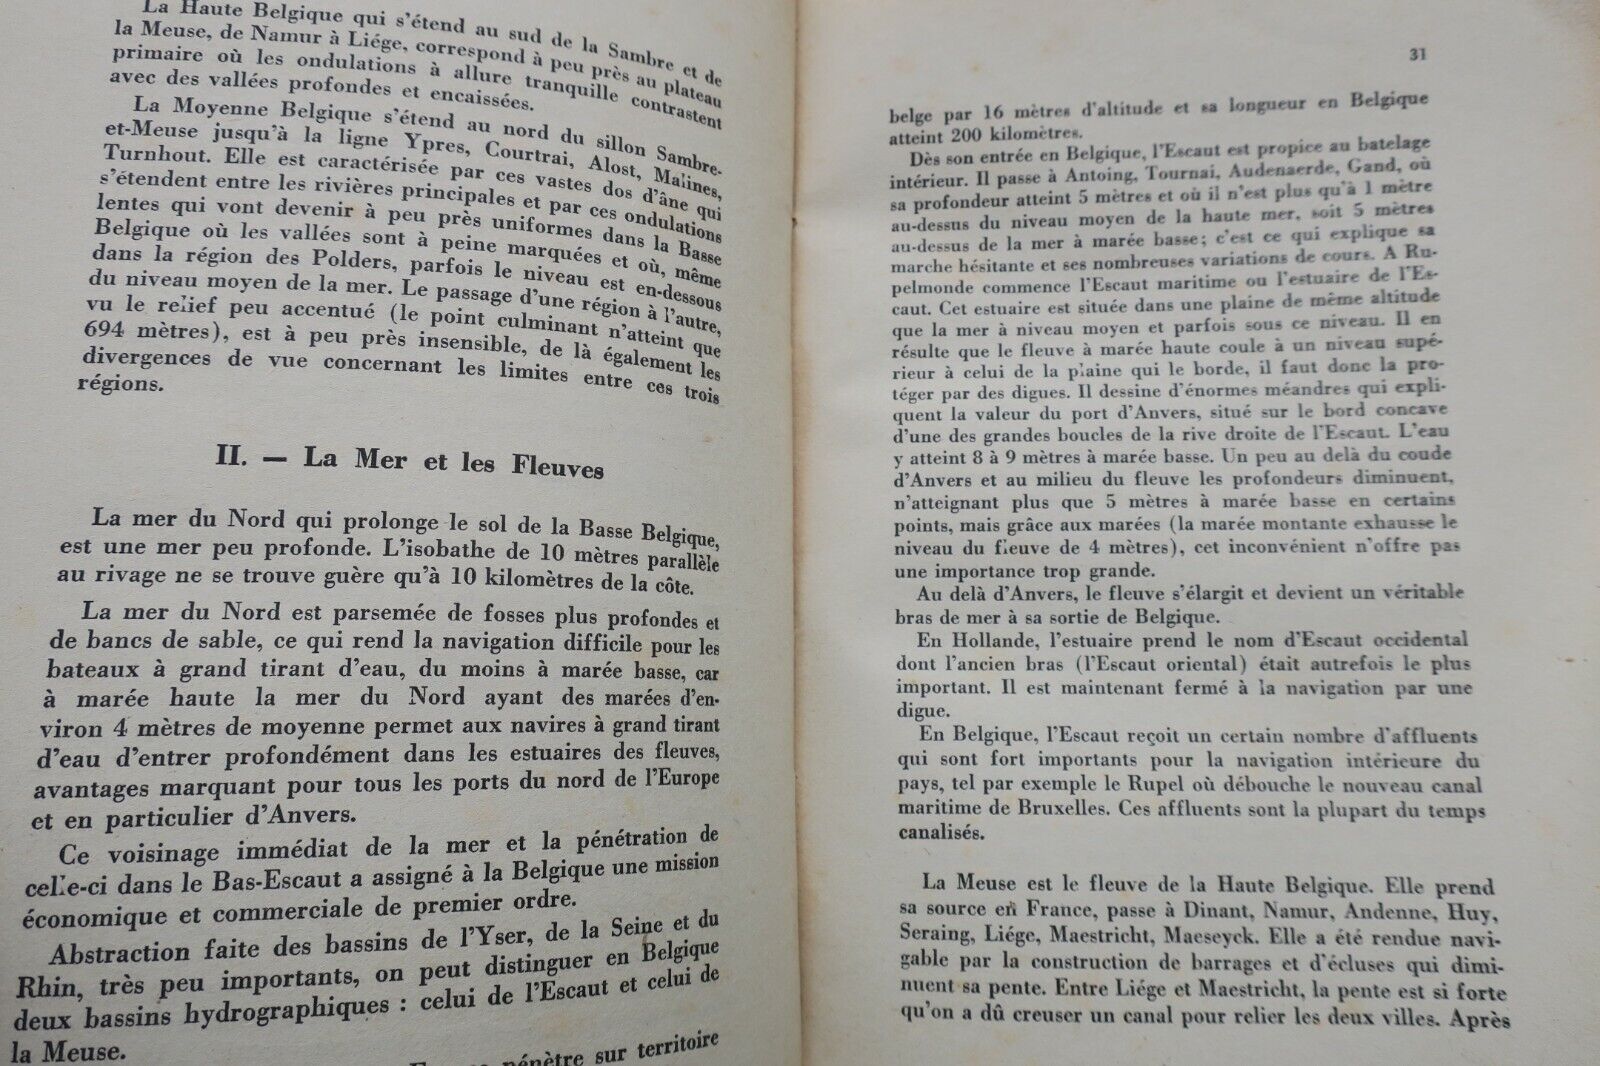 La Haute Belgique qui s'étend au sud de la Sambre et de
la Meuse, de Namur à Liége, correspond à peu près au plateau
primaire où les ondulations à allure tranquille contrastent
avec des vallées profondes et encaissées.
La Moyenne Belgique s'étend au nord du sillon Sambre-
et-Meuse jusqu'à la ligne Ypres, Courtrai, Alost, Malines,
Turnhout. Elle est caractérisée par ces vastes dos d'âne qui
s'étendent entre les rivières principales et par ces ondulations
lentes qui vont devenir à peu près uniformes dans la Basse
Belgique où les vallées sont à peine marquées et où, même
dans la région des Polders, parfois le niveau est en-dessous
du niveau moyen de la mer. Le passage d'une région à l'autre,
vu le relief peu accentué (le point culminant n'atteint que
694 mètres), est à peu près insensible, de là également les
divergences de vue concernant les limites entre ces trois
régions.
II. — La Mer et les Fleuves
La mer du Nord qui prolonge le sol de la Basse Belgique,
est une mer peu profonde. L'isobathe de 10 mètres parallèle
au rivage ne se trouve guère qu'à 10 kilomètres de la côte.
La mer du Nord est parsemée de fosses plus profondes et
de bancs de sable, ce qui rend la navigation difficile pour les
bateaux à grand tirant d'eau, du moins à marée basse, car
à marée haute la mer du Nord ayant des marées d'en-
viron 4 mètres de moyenne permet aux navires à grand tirant
d'eau d'entrer profondément dans les estuaires des fleuves,
avantages marquant pour tous les ports du nord de l'Europe
et en particulier d'Anvers.
Ce voisinage immédiat de la mer et la pénétration de
celle-ci dans le Bas-Escaut a assigné à la Belgique une mission
économique et commerciale de premier ordre.
Abstraction faite des bassins de l'Yser, de la Seine et du
Rhin, très peu importants, on peut distinguer en Belgique
deux bassins hydrographiques : celui de l'Escaut et celui de
la Meuse.
pénètre sur territoire
31
belge par 16 mètres d'altitude et sa longueur en Belgique
atteint 200 kilomètres.
Dès son entrée en Belgique, l'Escaut est propice au batelage
intérieur. Il passe à Antoing, Tournai, Audenaerde, Gand, où
sa profondeur atteint 5 mètres et où il n'est plus qu'à 1 mètre
au-dessus du niveau moyen de la haute mer, soit 5 mètres
au-dessus de la mer à marée basse; c'est ce qui explique sa
marche hésitante et ses nombreuses variations de cours. A Ru-
pelmonde commence l'Escaut maritime ou l'estuaire de l'Es-
caut. Cet estuaire est située dans une plaine de même altitude
que la mer à niveau moyen et parfois sous ce niveau. Il en
résulte que le fleuve à marée haute coule à un niveau supé-
rieur à celui de la plaine qui le borde, il faut donc la pro-
téger par des digues. Il dessine d'énormes méandres qui expli-
quent la valeur du port d'Anvers, situé sur le bord concave
d'une des grandes boucles de la rive droite de l'Escaut. L'eau
y atteint 8 à 9 mètres à marée basse. Un peu au delà du coude
d'Anvers et au milieu du fleuve les profondeurs diminuent,
n'atteignant plus que 5 mètres à marée basse en certains
points, mais grâce aux marées (la marée montante exhausse le
niveau du fleuve de 4 mètres), cet inconvénient n'offre pas
une importance trop grande.
Au delà d'Anvers, le fleuve s'élargit et devient un véritable
bras de mer à sa sortie de Belgique.
En Hollande, l'estuaire prend le nom d'Escaut occidental
dont l'ancien bras (l'Escaut oriental) était autrefois le plus
important. Il est maintenant fermé à la navigation par une
digue.
En Belgique, l'Escaut reçoit un certain nombre d'affluents
qui sont fort importants pour la navigation intérieure du
pays, tel par exemple le Rupel où débouche le nouveau canal
maritime de Bruxelles. Ces affluents sont la plupart du temps
canalisés.
La Meuse est le fleuve de la Haute Belgique. Elle prend
sa source en France, passe à Dinant, Namur, Andenne, Huy,
Seraing, Liége, Maestricht, Maeseyck. Elle a été rendue navi-
gable par la construction de barrages et d'écluses qui dimi-
nuent sa pente. Entre Liége et Maestricht, la pente est si forte
qu'on a dû creuser un canal pour relier les deux villes. Après